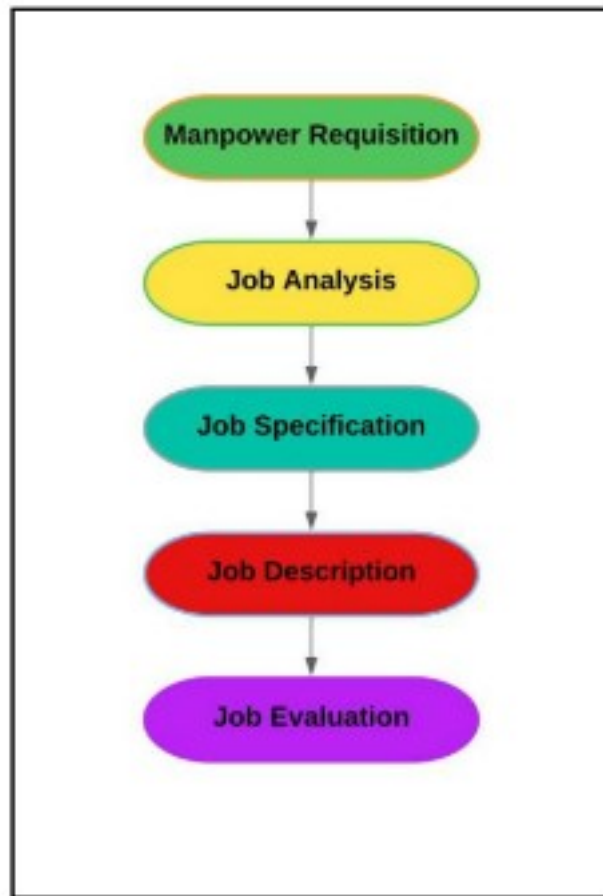 Manpower Requisition
Job Analysis
Job Specification
Job Description
Job Evaluation